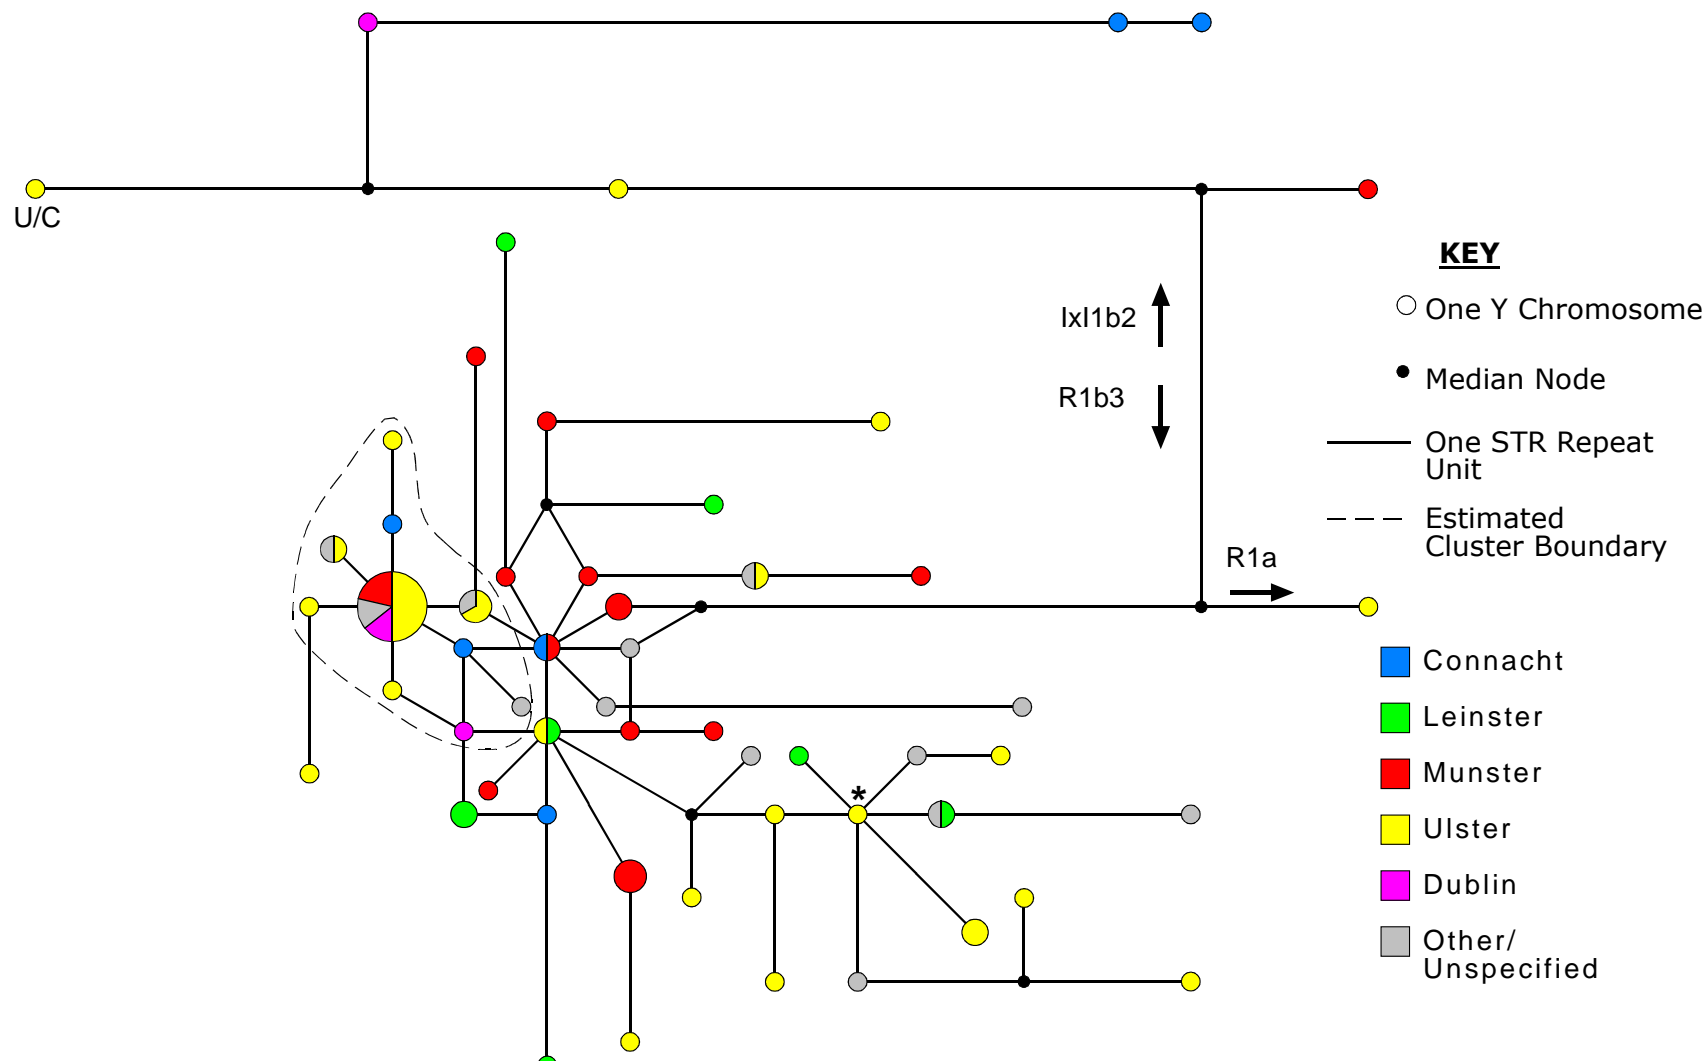 U/C
KEY
IxI1b2
One Y Chromosome
Median Node
R1b3
One STR Repeat
Unit
Estimated
Cluster Boundary
R1a
Connacht
Leinster
Munster
*
Ulster
Dublin
Other/
Unspecified